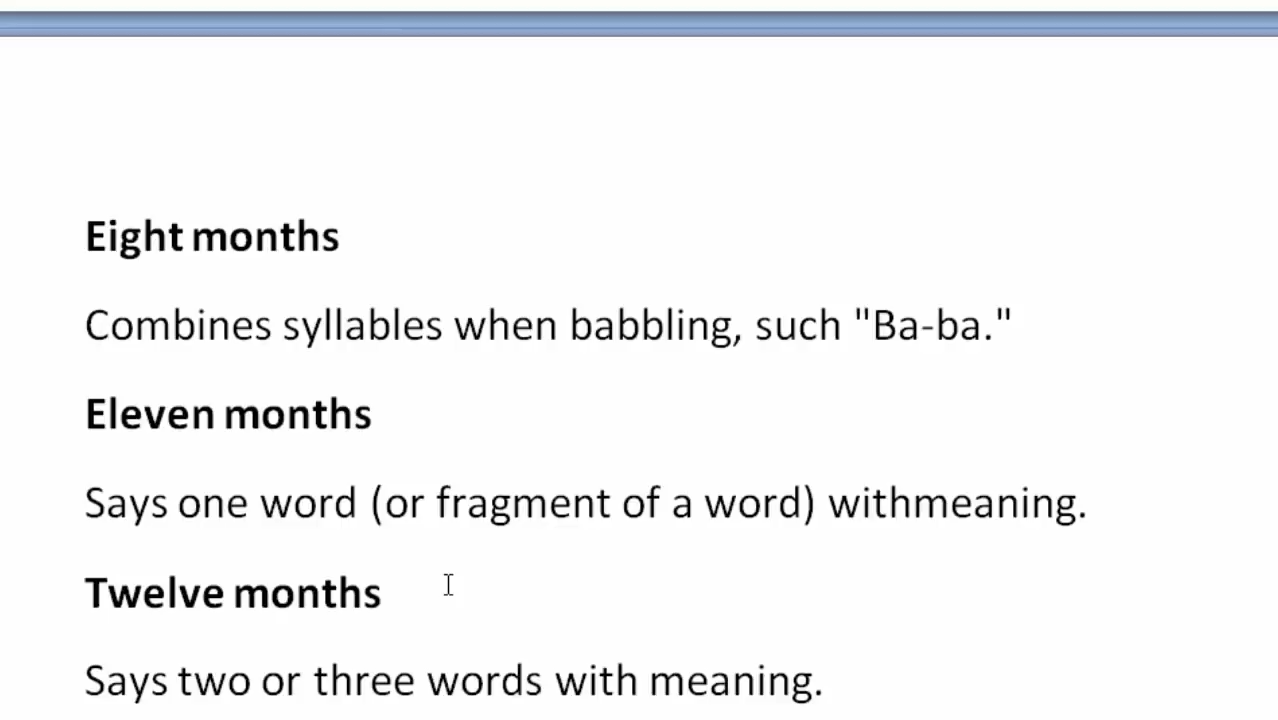 Eight months
Combines syllables when babbling, such "Ba-ba."
Eleven months
Says one word (or fragment of a word) withmeaning.
Twelve months
Says two or three words with meaning.